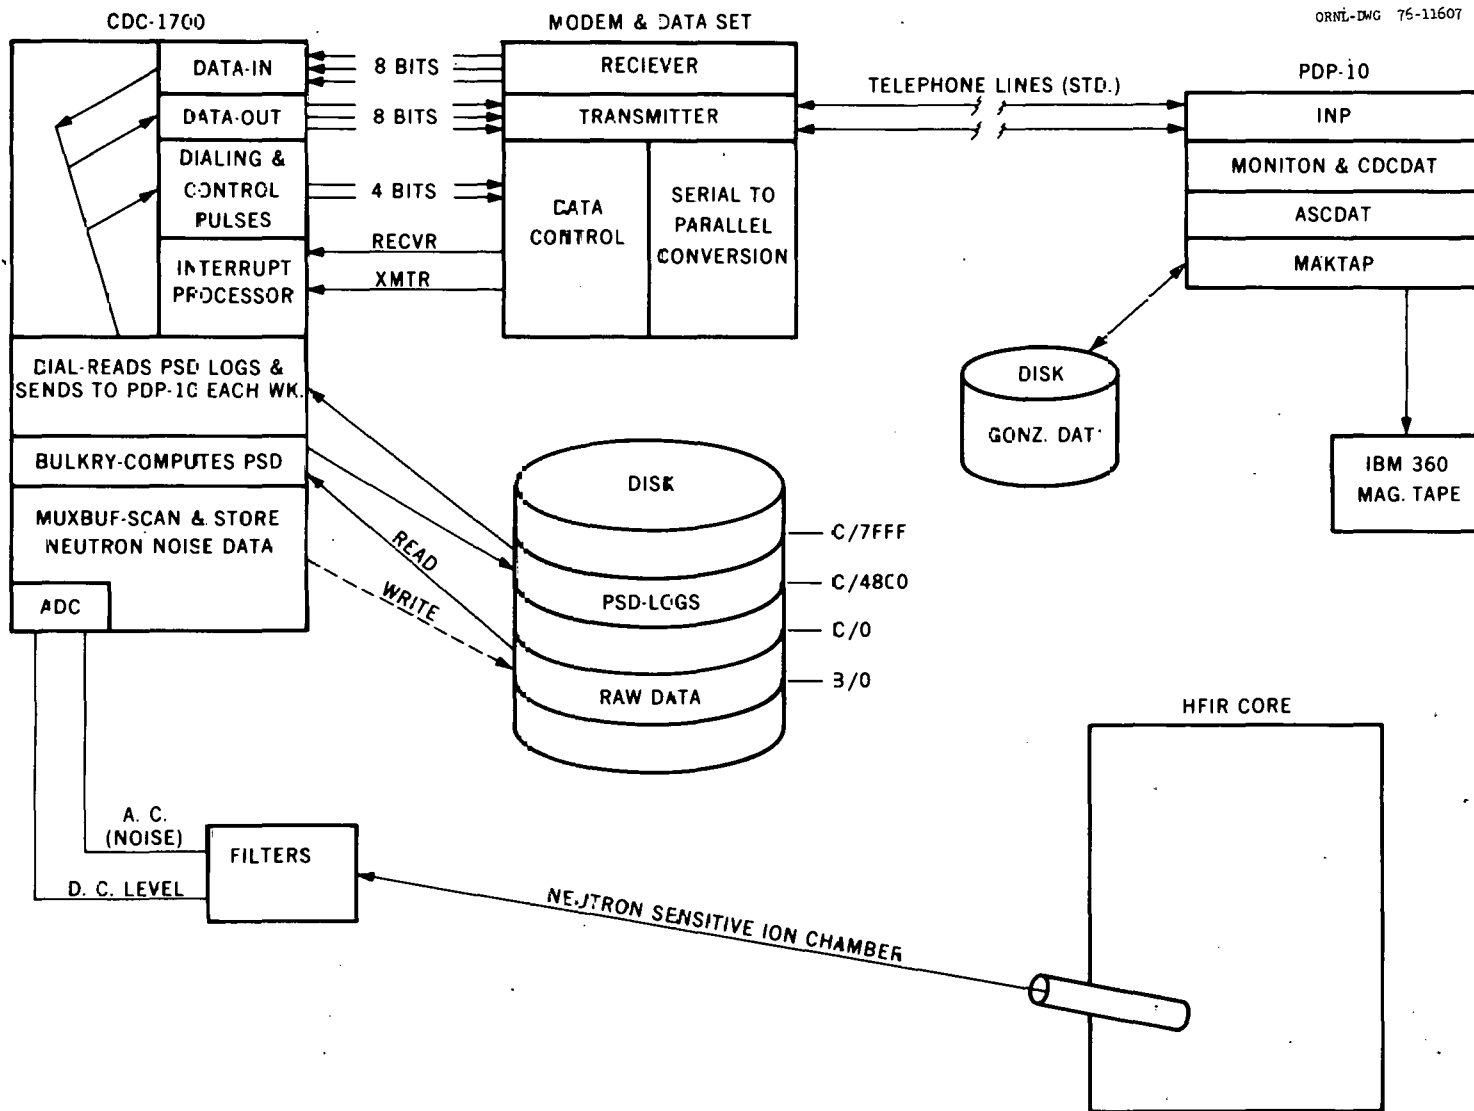 ORNL-DWG 76-11607
CDC-1700
MODEM & DATA SET
PDP-10
DATA-IN
8 BITS
RECIEVER
DATA-OUT
8 BITS
TRANSMITTER
TELEPHONE LINES (STD.)
INP
DIALING &
CONTROL
PULSES
4 BITS
DATA
CONTROL
SERIAL TO
PARALLEL
CONVERSION
MONITON & CDCDAT
ASCDAT
MAKTAP
RECVR
XMTR
INTERRUPT
PROCESSOR
DIAL-READS PSD LOGS &
SENDS TO PDP-10 EACH WK.
BULKRY-COMPUTES PSD
MUXBUF-SCAN & STORE
NEUTRON NOISE DATA
ADC
READ
WRITE
DISK
PSD-LOGS
RAW DATA
C/7FFF
C/48C0
C/0
B/0
DISK
GONZ. DAT
IBM 360
MAG. TAPE
HFIR CORE
A. C.
(NOISE)
D. C. LEVEL
FILTERS
NEUTRON SENSITIVE ION CHAMBER